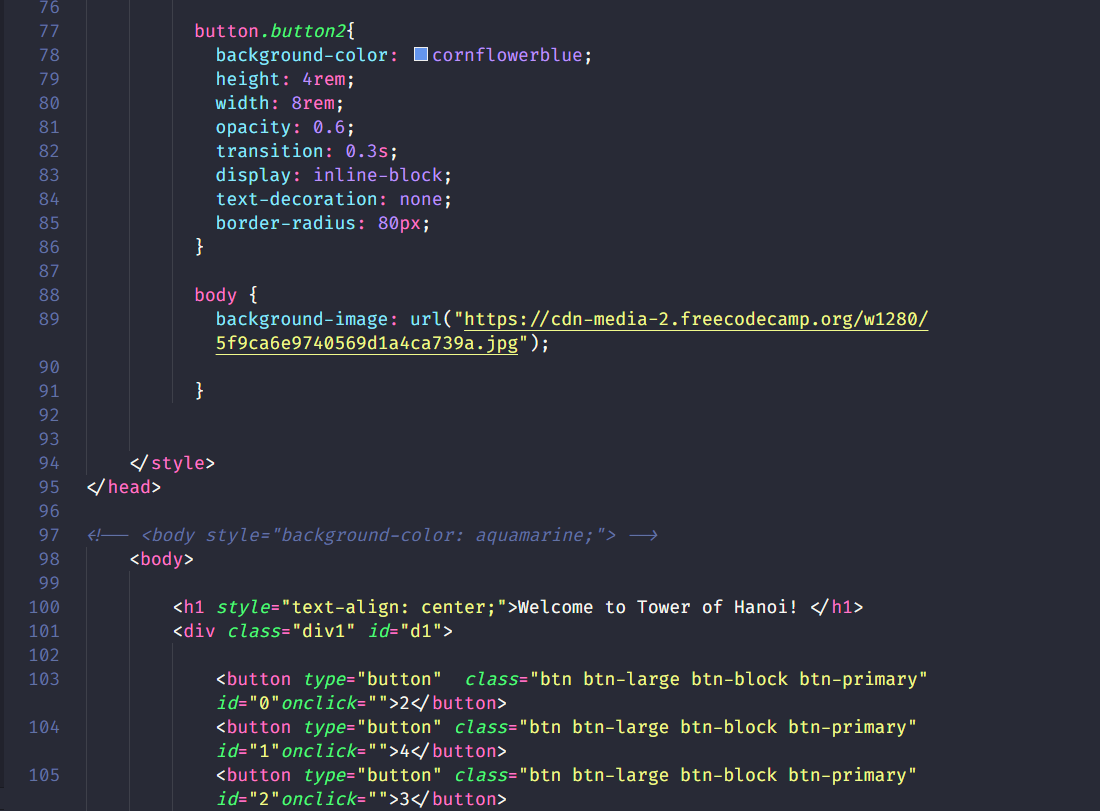 76
77 button.button2{
78 background-color: cornflowerblue;
79 height: 4rem;
80 width: 8rem;
81 opacity: 0.6;
82 transition: 0.3s;
83 display: inline-block;
84 text-decoration: none;
85 border-radius: 80px;
86 }
87
88 body {
89 background-image: url("https://cdn-media-2.freecodecamp.org/w1280/
5f9ca6e9740569d1a4ca739a.jpg");
90
91 }
92
93
94 </style>
95 </head>
96
97 <!-- <body style="background-color: aquamarine;"> -->
98 <body>
99
100 <h1 style="text-align: center;">Welcome to Tower of Hanoi! </h1>
101 <div class="div1" id="d1">
102
103 <button type="button"  class="btn btn-large btn-block btn-primary"
id="0"onclick="">2</button>
104 <button type="button" class="btn btn-large btn-block btn-primary"
id="1"onclick="">4</button>
105 <button type="button" class="btn btn-large btn-block btn-primary"
id="2"onclick="">3</button>